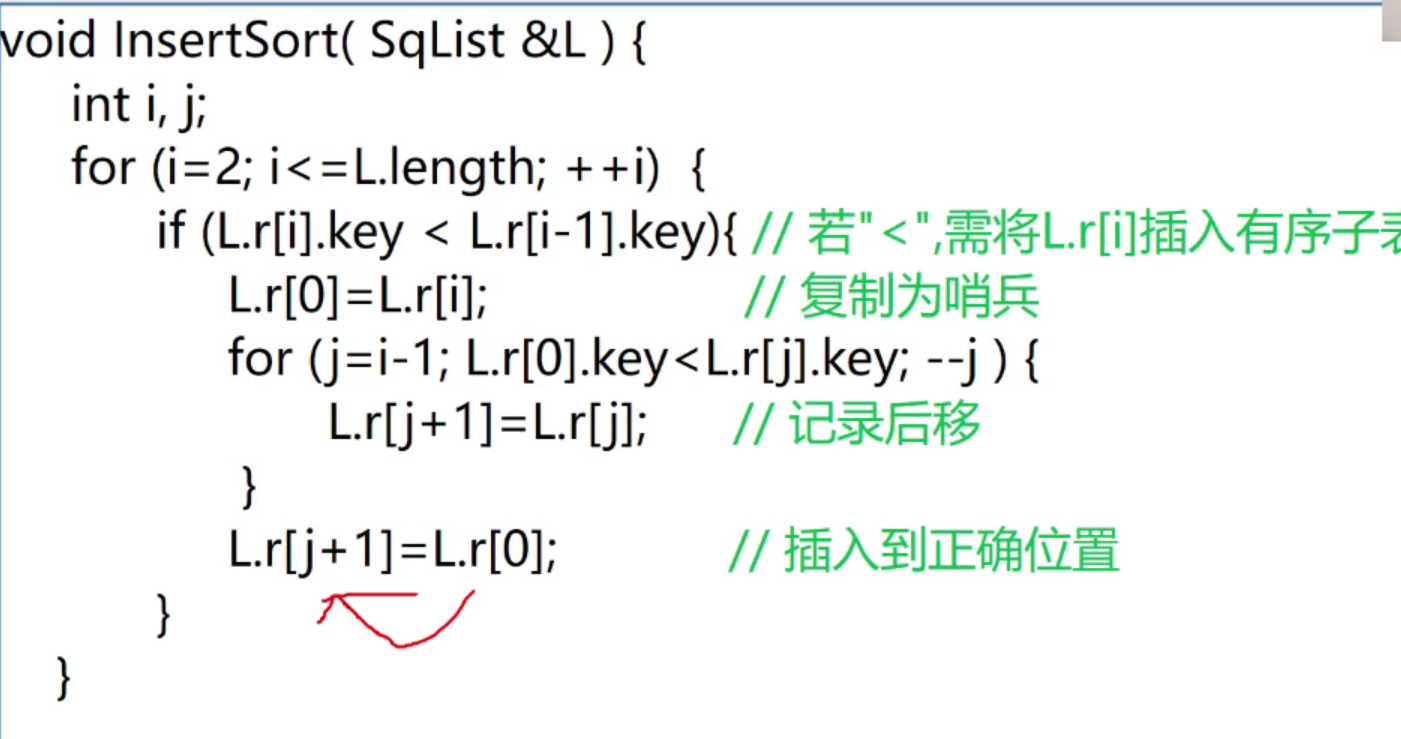 void InsertSort( SqList &L ) {
int i, j;
for (i=2; i<=L.length; ++i) {
if (L.r[i].key < L.r[i-1].key){ // 若"<",需将L.r[i]插入有序子表
L.r[0]=L.r[i]; // 复制为哨兵
for (j=i-1; L.r[0].key<L.r[j].key; --j ) {
L.r[j+1]=L.r[j]; // 记录后移
}
L.r[j+1]=L.r[0]; // 插入到正确位置
}
}